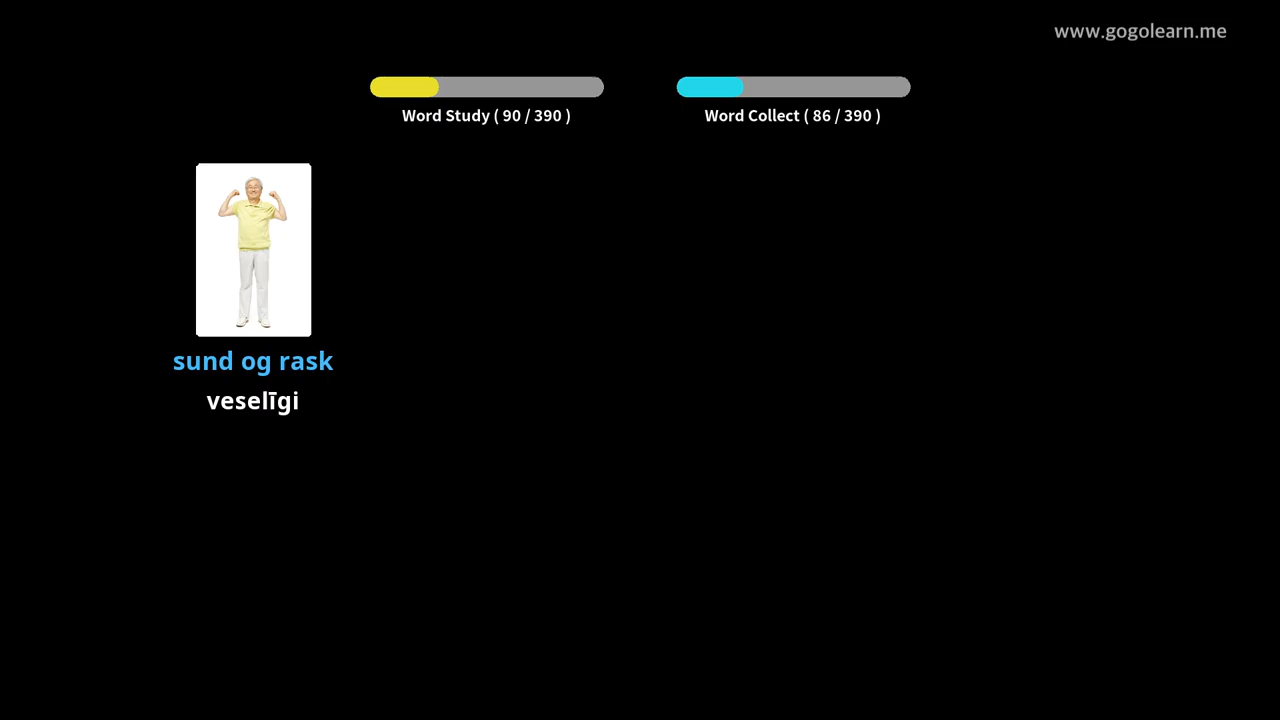 www.gogolearn.me
Word Study ( 90 / 390 )
Word Collect ( 86 / 390 )
sund og rask
veselīgi